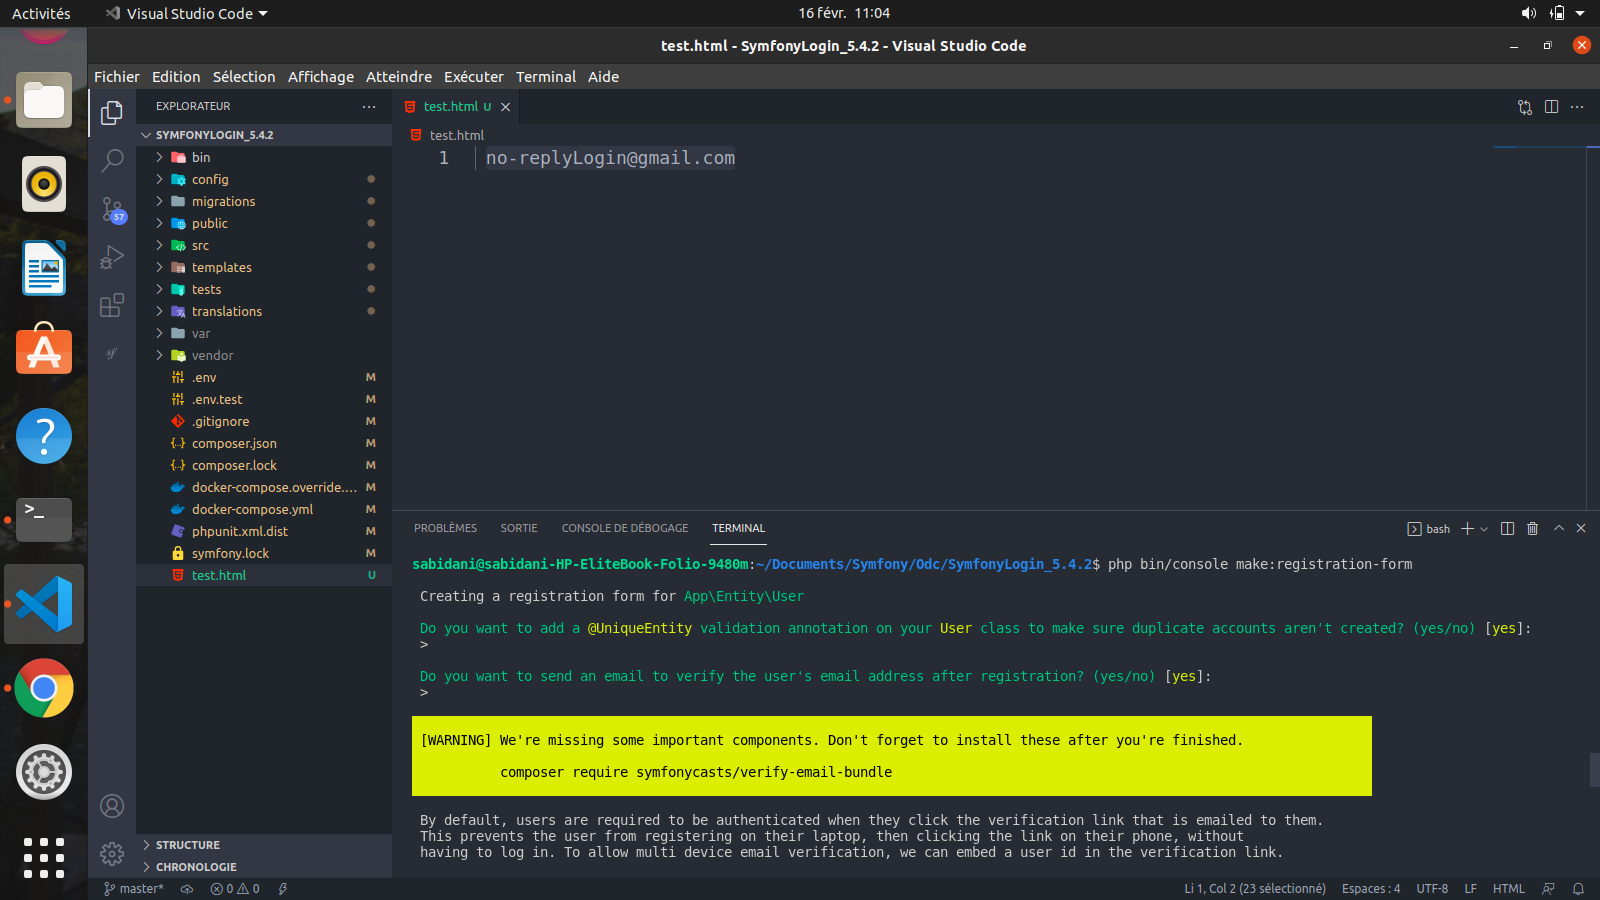 Activités
Visual Studio Code
16 févr. 11:04
test.html - SymfonyLogin_5.4.2 - Visual Studio Code
Fichier Edition Sélection Affichage Atteindre Exécuter Terminal Aide
EXPLORATEUR
test.html U
SYMFONYLOGIN_5.4.2
test.html
bin
1 no-replyLogin@gmail.com
config
migrations
57
public
src
templates
tests
translations
var
vendor
.env M
.env.test M
.gitignore M
composer.json M
composer.lock M
docker-compose.override.... M
docker-compose.yml M
phpunit.xml.dist M
symfony.lock M
test.html U
STRUCTURE
CHRONOLOGIE
PROBLÈMES SORTIE CONSOLE DE DÉBOGAGE TERMINAL
bash
sabidani@sabidani-HP-EliteBook-Folio-9480m:~/Documents/Symfony/Odc/SymfonyLogin_5.4.2$ php bin/console make:registration-form
Creating a registration form for App\Entity\User
Do you want to add a @UniqueEntity validation annotation on your User class to make sure duplicate accounts aren't created? (yes/no) [yes]:
>
Do you want to send an email to verify the user's email address after registration? (yes/no) [yes]:
>
[WARNING] We're missing some important components. Don't forget to install these after you're finished.
composer require symfonycasts/verify-email-bundle
By default, users are required to be authenticated when they click the verification link that is emailed to them.
This prevents the user from registering on their laptop, then clicking the link on their phone, without
having to log in. To allow multi device email verification, we can embed a user id in the verification link.
master* 0 0
Li 1, Col 2 (23 sélectionné) Espaces : 4 UTF-8 LF HTML